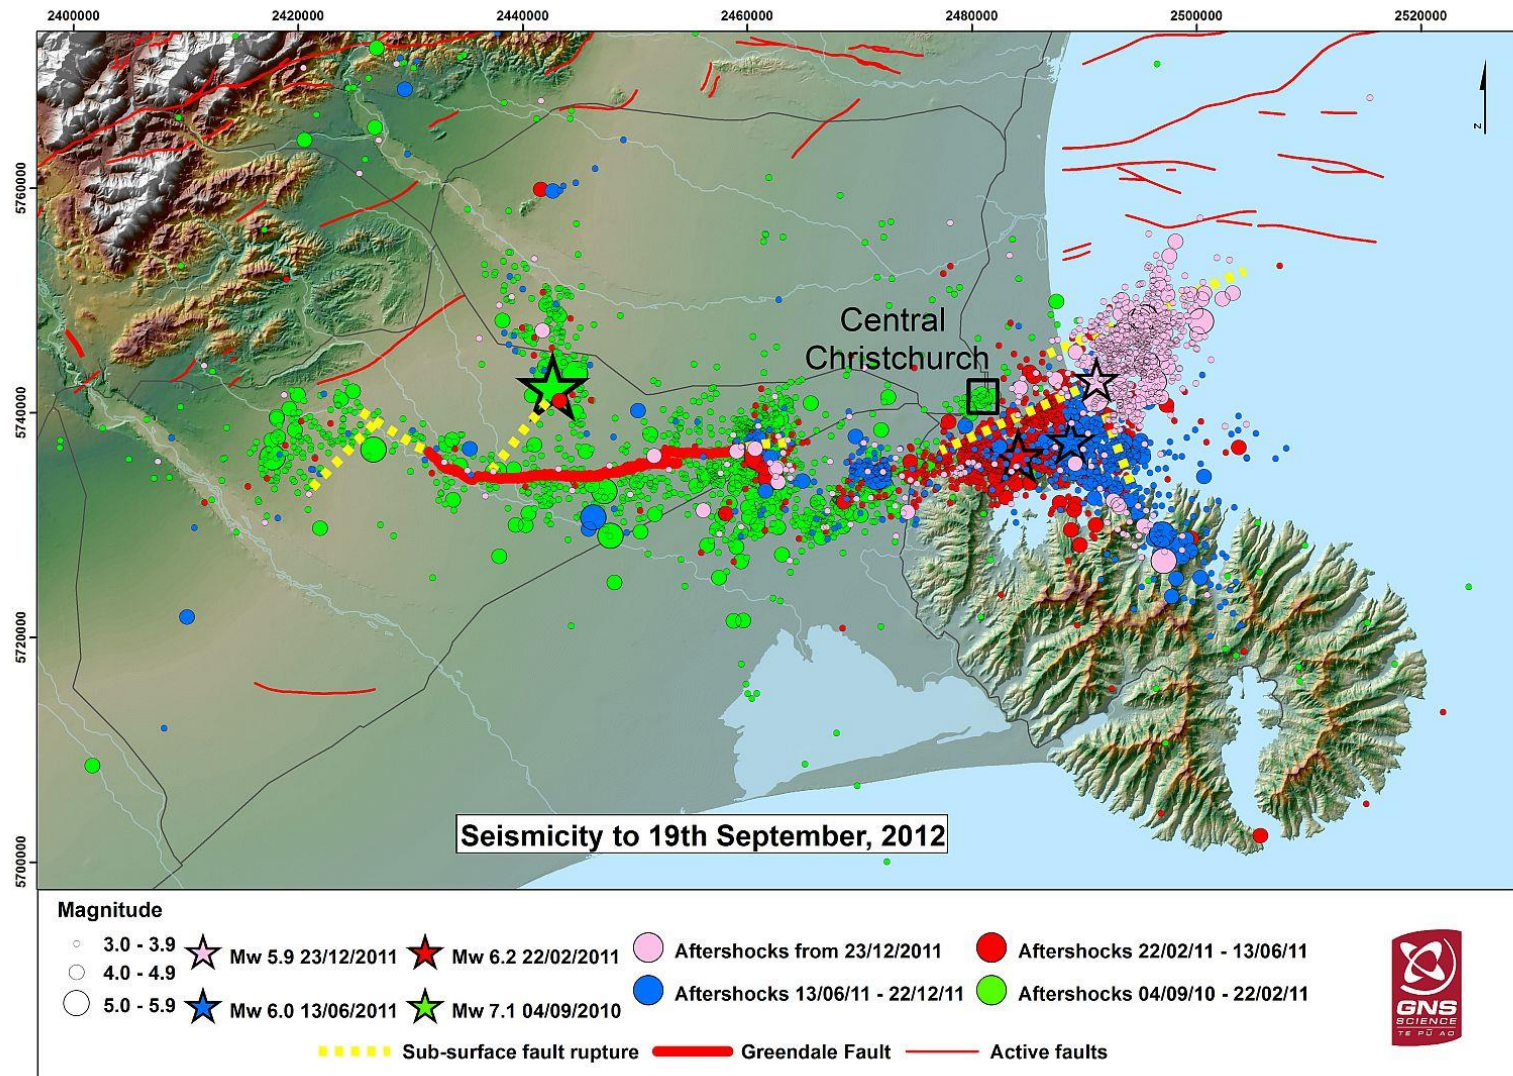 2400000 2420000 2440000 2460000 2480000 2500000 2520000
5760000
5740000
5720000
5700000
N
Central
Christchurch
Seismicity to 19th September, 2012
Magnitude
3.0 - 3.9
4.0 - 4.9
5.0 - 5.9
Mw 5.9 23/12/2011
Mw 6.0 13/06/2011
Mw 6.2 22/02/2011
Mw 7.1 04/09/2010
Aftershocks from 23/12/2011
Aftershocks 13/06/11 - 22/12/11
Aftershocks 22/02/11 - 13/06/11
Aftershocks 04/09/10 - 22/02/11
Sub-surface fault rupture
Greendale Fault
Active faults
GNS
SCIENCE
TE PŪ AO